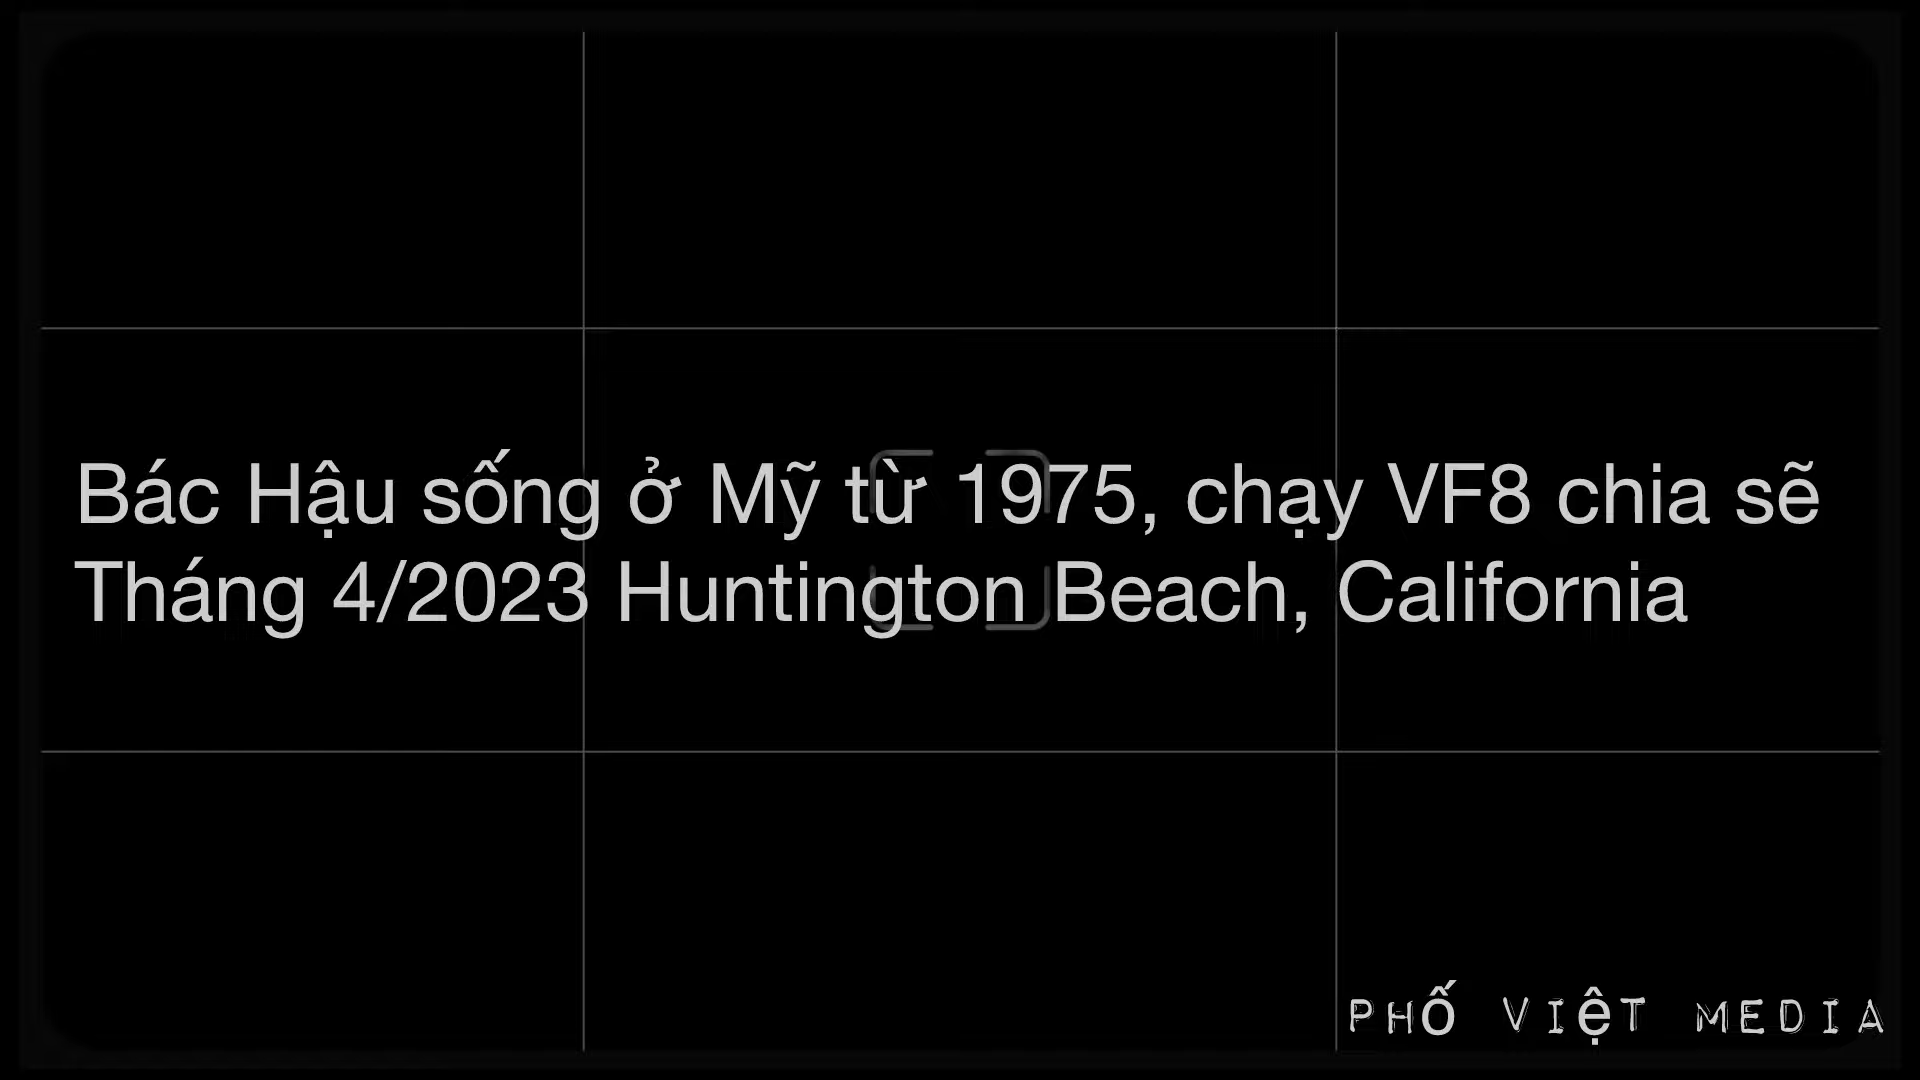 Bác Hậu sống ở Mỹ từ 1975, chạy VF8 chia sẽ
Tháng 4/2023 Huntington Beach, California
PHỐ VIỆT MEDIA